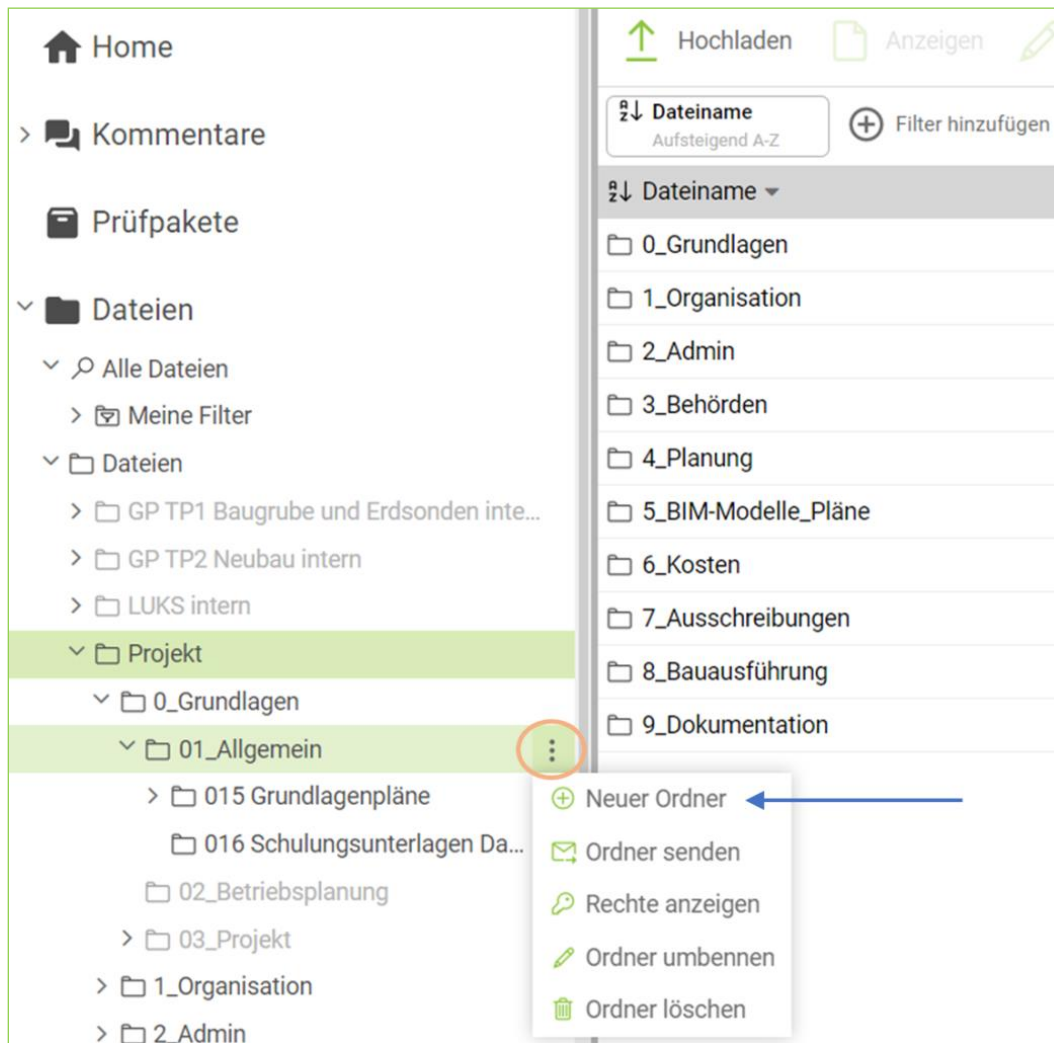 Home
Kommentare
Prüfpakete
Dateien
Alle Dateien
Meine Filter
Dateien
GP TP1 Baugrube und Erdsonden inte...
GP TP2 Neubau intern
LUKS intern
Projekt
0_Grundlagen
01_Allgemein
015 Grundlagenpläne
016 Schulungsunterlagen Da...
02_Betriebsplanung
03_Projekt
1_Organisation
2_Admin
Hochladen
Anzeigen
Dateiname
Aufsteigend A-Z
Filter hinzufügen
Dateiname
0_Grundlagen
1_Organisation
2_Admin
3_Behörden
4_Planung
5_BIM-Modelle_Pläne
6_Kosten
7_Ausschreibungen
8_Bauausführung
9_Dokumentation
Neuer Ordner
Ordner senden
Rechte anzeigen
Ordner umbennen
Ordner löschen